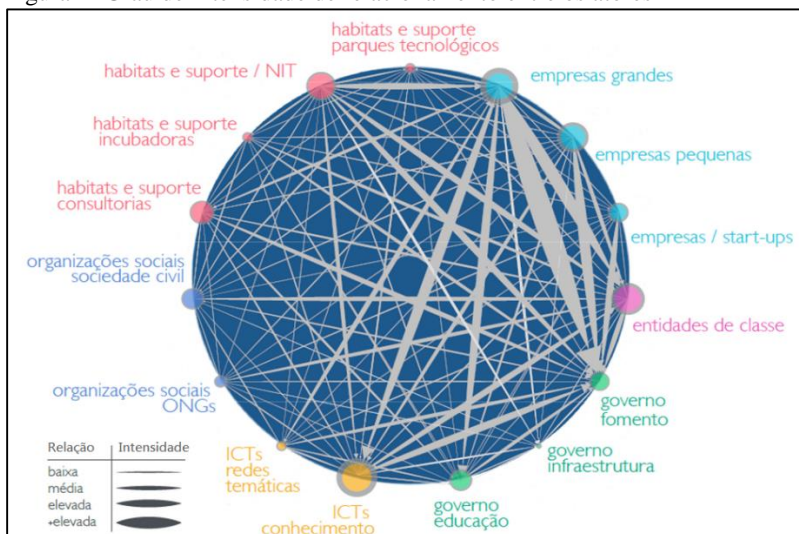 habitats e suporte
parques tecnológicos
habitats e suporte / NIT
empresas grandes
habitats e suporte
incubadoras
empresas pequenas
habitats e suporte
consultorias
empresas / start-ups
organizações sociais
sociedade civil
entidades de classe
organizações sociais
ONGs
governo
fomento
ICTs
redes
temáticas
governo
infraestrutura
ICTs
conhecimento
governo
educação
Relação Intensidade
baixa
média
elevada
+elevada